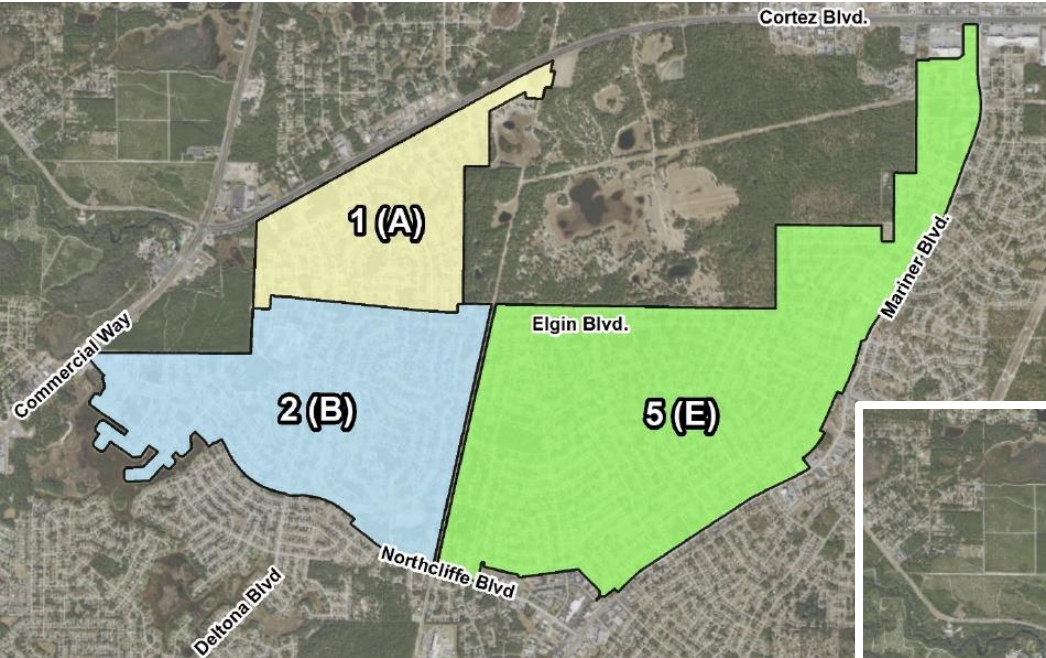 Cortez Blvd.
1 (A)
Mariner Blvd.
Elgin Blvd.
Commercial Way
2 (B)
5 (E)
Northcliffe Blvd
Deltona Blvd